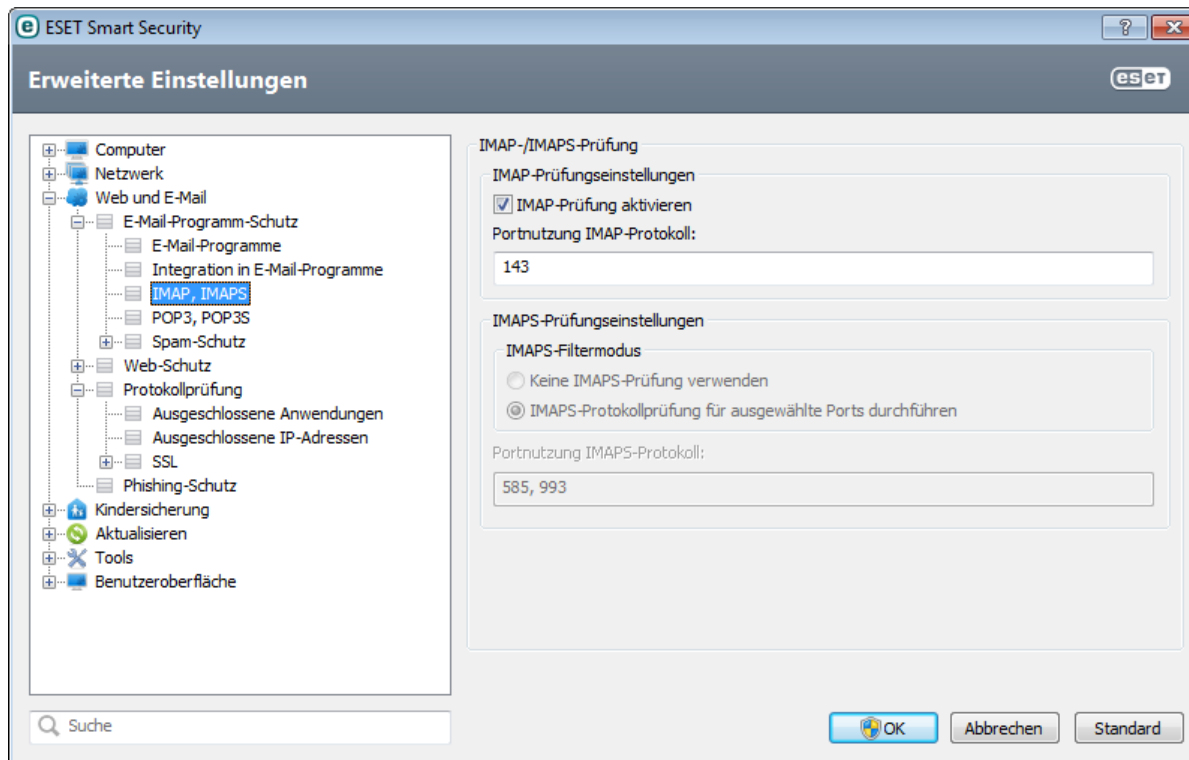 ESET Smart Security
Erweiterte Einstellungen
eset
Computer
Netzwerk
Web und E-Mail
E-Mail-Programm-Schutz
E-Mail-Programme
Integration in E-Mail-Programme
IMAP, IMAPS
POP3, POP3S
Spam-Schutz
Web-Schutz
Protokollprüfung
Ausgeschlossene Anwendungen
Ausgeschlossene IP-Adressen
SSL
Phishing-Schutz
Kindersicherung
Aktualisieren
Tools
Benutzeroberfläche
Suche
IMAP-/IMAPS-Prüfung
IMAP-Prüfungseinstellungen
IMAP-Prüfung aktivieren
Portnutzung IMAP-Protokoll:
143
IMAPS-Prüfungseinstellungen
IMAPS-Filtermodus
Keine IMAPS-Prüfung verwenden
IMAPS-Protokollprüfung für ausgewählte Ports durchführen
Portnutzung IMAPS-Protokoll:
585, 993
OK
Abbrechen
Standard